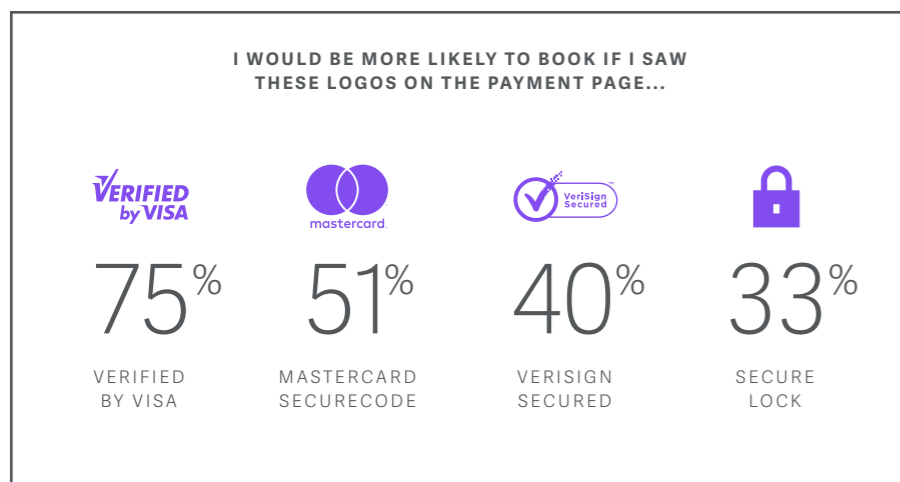 I WOULD BE MORE LIKELY TO BOOK IF I SAW
THESE LOGOS ON THE PAYMENT PAGE...
VERIFIED
by VISA
mastercard
VeriSign
Secured
™
75%
51%
40%
33%
VERIFIED
BY VISA
MASTERCARD
SECURECODE
VERISIGN
SECURED
SECURE
LOCK